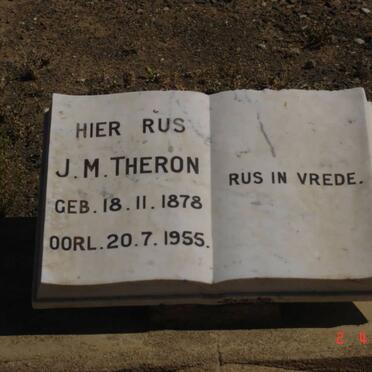 HIER RUS
J.M. THERON
GEB. 18.11.1878
OORL. 20.7.1955.
RUS IN VREDE.